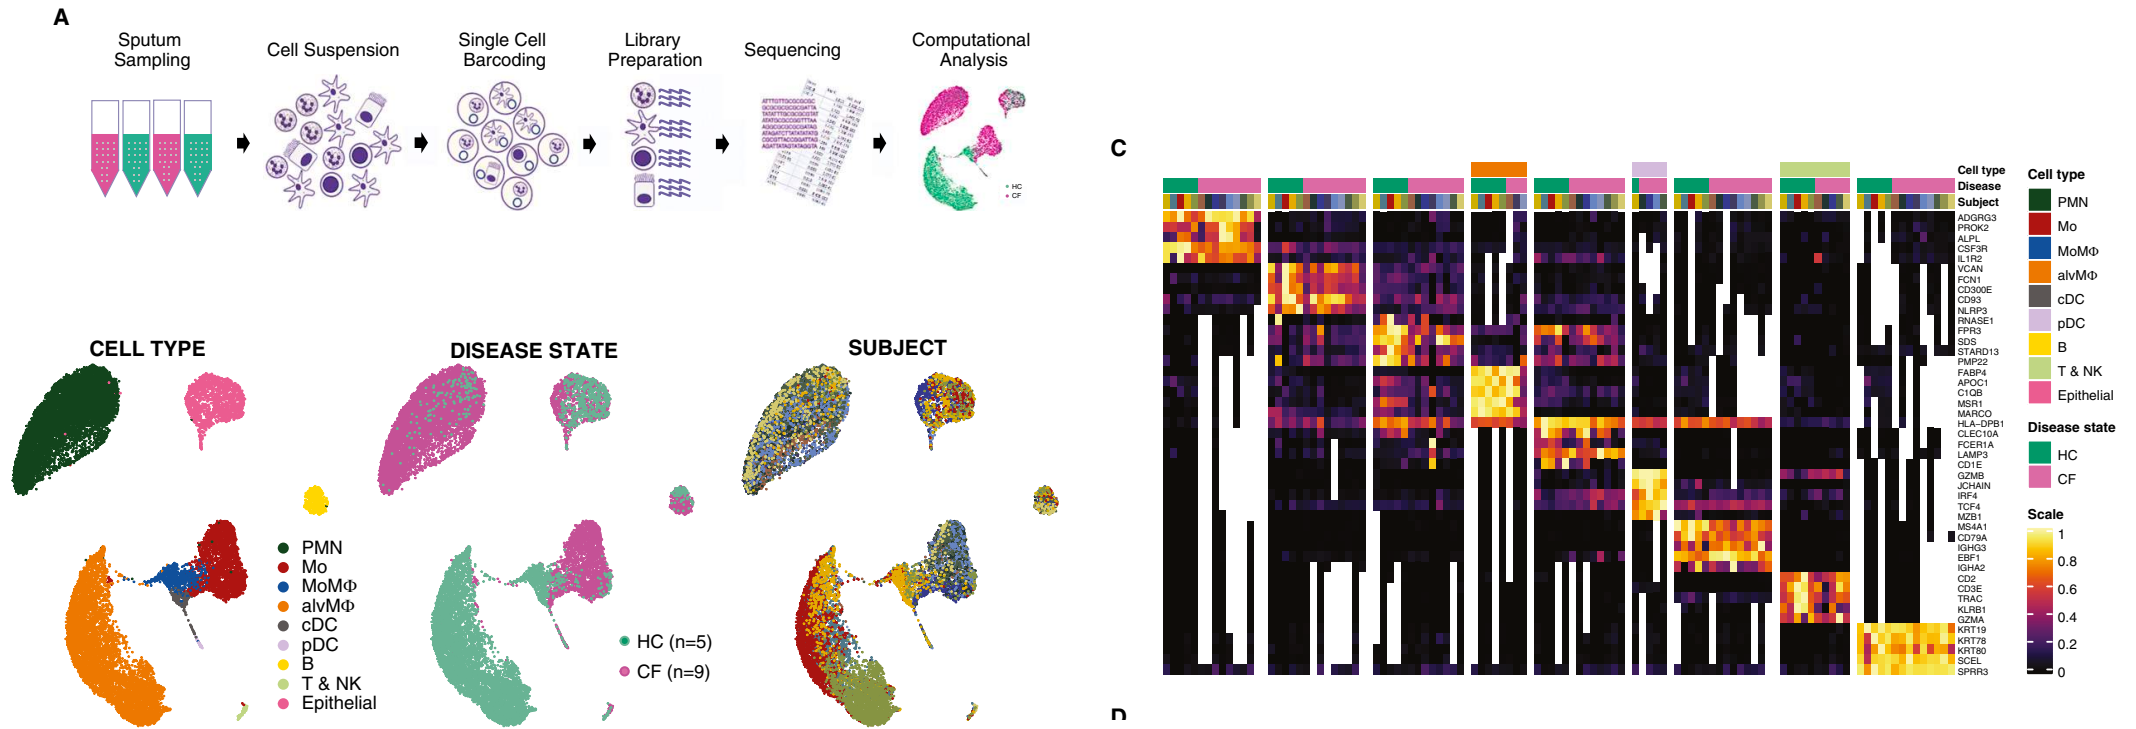 A
Sputum
Sampling
Cell Suspension
Single Cell
Barcoding
Library
Preparation
Sequencing
Computational
Analysis
HC
CF
CELL TYPE
DISEASE STATE
SUBJECT
PMN
Mo
MoMΦ
alvMΦ
cDC
pDC
B
T & NK
Epithelial
HC (n=5)
CF (n=9)
C
Cell type
Disease
Subject
ADGRG3
PROK2
ALPL
CSF3R
IL1R2
VCAN
FCN1
CD300E
CD93
NLRP3
RNASE1
FPR3
SDS
STARD13
PMP22
FABP4
APOC1
C1QB
MSR1
MARCO
HLA-DPB1
CLEC10A
FCER1A
LAMP3
CD1E
GZMB
JCHAIN
IRF4
TCF4
MZB1
MS4A1
CD79A
IGHG3
EBF1
IGHA2
CD2
CD3E
TRAC
KLRB1
GZMA
KRT19
KRT78
KRT80
SCEL
SPRR3
Cell type
PMN
Mo
MoMΦ
alvMΦ
cDC
pDC
B
T & NK
Epithelial
Disease state
HC
CF
Scale
1
0.8
0.6
0.4
0.2
0
D